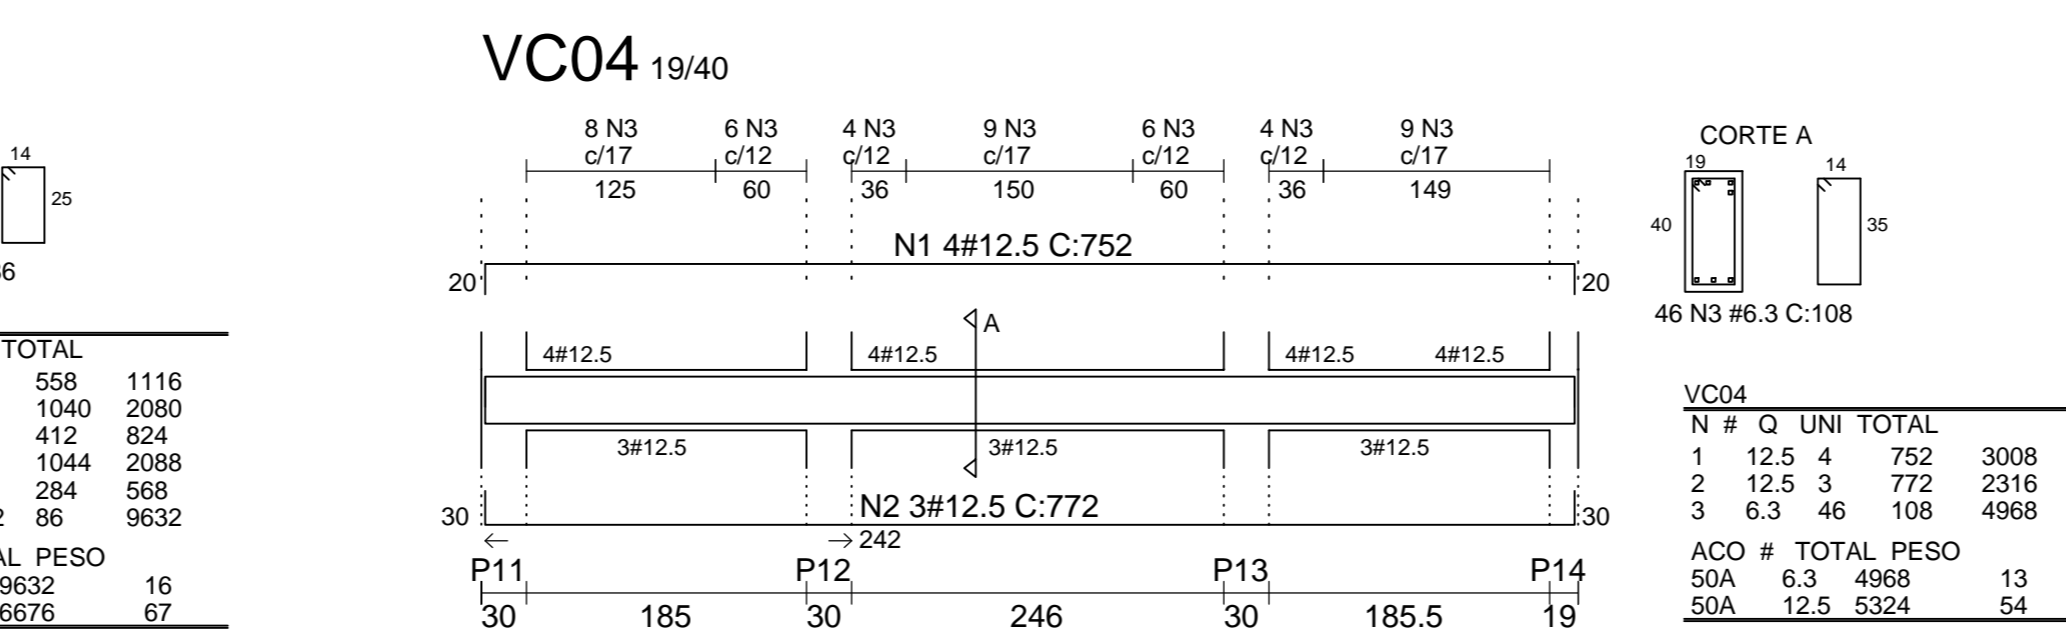 VC04 19/40
8 N3 6 N3 4 N3 9 N3 6 N3 4 N3 9 N3
c/17 c/12 c/12 c/17 c/12 c/12 c/17
125 60 36 150 60 36 149
N1 4#12.5 C:752
20 20
A
4#12.5 4#12.5 4#12.5 4#12.5
3#12.5 3#12.5 3#12.5
N2 3#12.5 C:772
30 30
242
P11 P12 P13 P14
30 185 30 246 30 185.5 19
14
25
6
TOTAL
558 1116
1040 2080
412 824
1044 2088
284 568
2 86 9632
AL PESO
9632 16
6676 67
CORTE A
19 14
40 35
46 N3 #6.3 C:108
VC04
N # Q UNI TOTAL
1 12.5 4 752 3008
2 12.5 3 772 2316
3 6.3 46 108 4968
ACO # TOTAL PESO
50A 6.3 4968 13
50A 12.5 5324 54